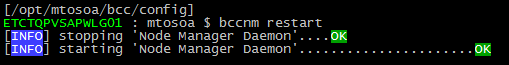 [/opt/mtosoa/bcc/config]
ETCTQPVSAPWLG01 : mtosoa $ bccnm restart
[INFO] stopping 'Node Manager Daemon'....OK
[INFO] starting 'Node Manager Daemon'......................OK